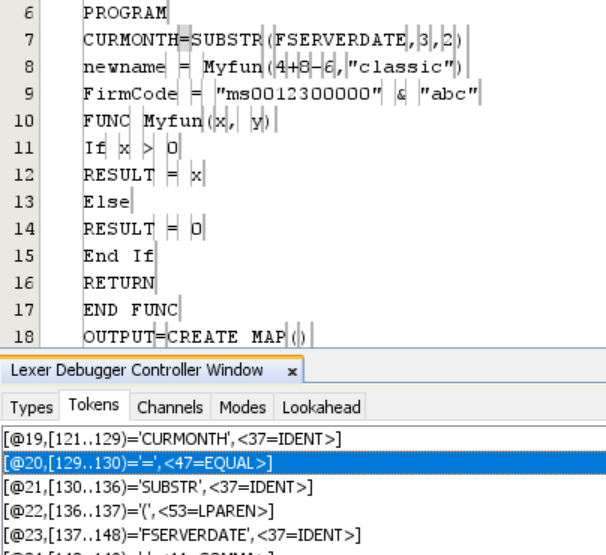 6 PROGRAM
7 CURMONTH=SUBSTR(FSERVERDATE,3,2)
8 newname = Myfun(4+8-6,"classic")
9 FirmCode = "ms0012300000" & "abc"
10 FUNC Myfun(x, y)
11 If x > 0
12 RESULT = x
13 Else
14 RESULT = 0
15 End If
16 RETURN
17 END FUNC
18 OUTPUT=CREATE MAP()
Lexer Debugger Controller Window ×
Types Tokens Channels Modes Lookahead
[@19,[121..129)='CURMONTH',<37=IDENT>]
[@20,[129..130)='=',<47=EQUAL>]
[@21,[130..136)='SUBSTR',<37=IDENT>]
[@22,[136..137)='(',<53=LPAREN>]
[@23,[137..148)='FSERVERDATE',<37=IDENT>]